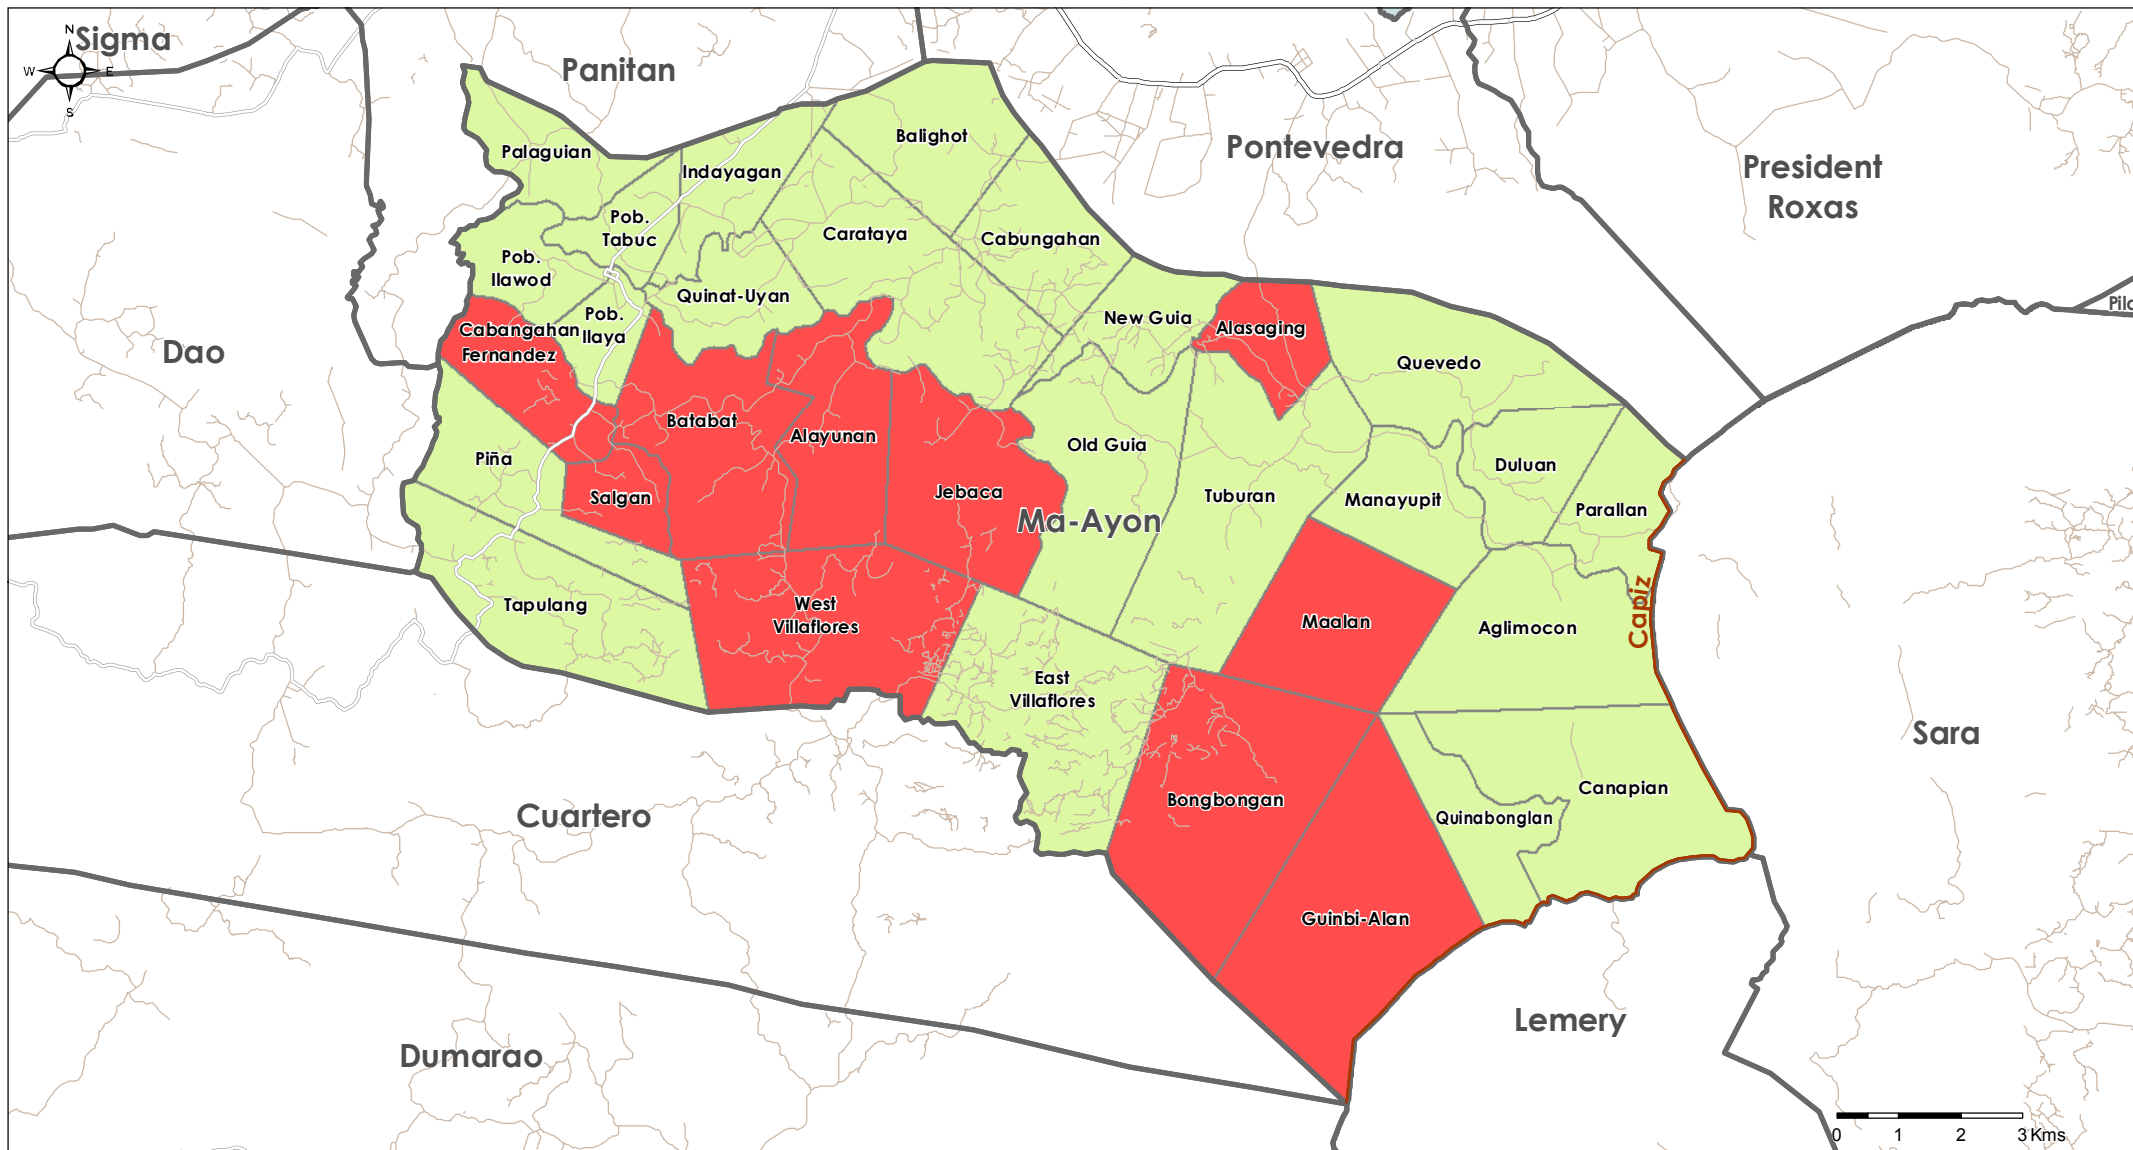 Sigma
N
W
E
S
Panitan
Pontevedra
President
Roxas
Balighot
Palaguian
Indayagan
Pob.
Tabuc
Carataya
Cabungahan
Pob.
Ilawod
Quinat-Uyan
Pob.
Ilaya
New Guia
Alasaging
Cabangahan
Fernandez
Dao
Quevedo
Batabat
Alayunan
Old Guia
Piña
Salgan
Jebaca
Tuburan
Manayupit
Duluan
Parallan
Ma-Ayon
Capiz
Tapulang
West
Villaflores
Maalan
Aglimocon
East
Villaflores
Sara
Bongbongan
Canapian
Quinabonglan
Cuartero
Guinbi-Alan
Lemery
Dumarao
0 1 2 3 Kms